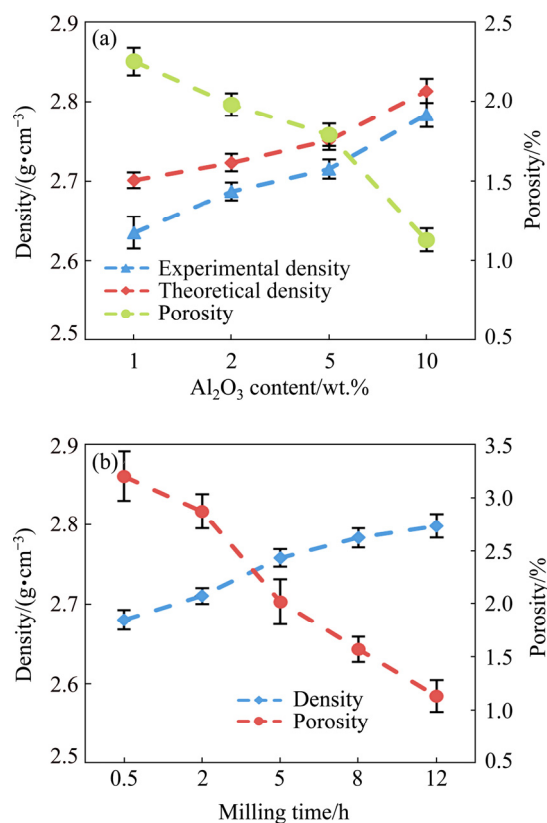 (a)
2.9
2.8
2.7
2.6
2.5
Density/(g•cm⁻³)
2.5
2.0
1.5
1.0
0.5
Porosity/%
Experimental density
Theoretical density
Porosity
1 2 5 10
Al₂O₃ content/wt.%
(b)
2.9
2.8
2.7
2.6
2.5
Density/(g•cm⁻³)
3.5
3.0
2.5
2.0
1.5
1.0
0.5
Porosity/%
Density
Porosity
0.5 2 5 8 12
Milling time/h